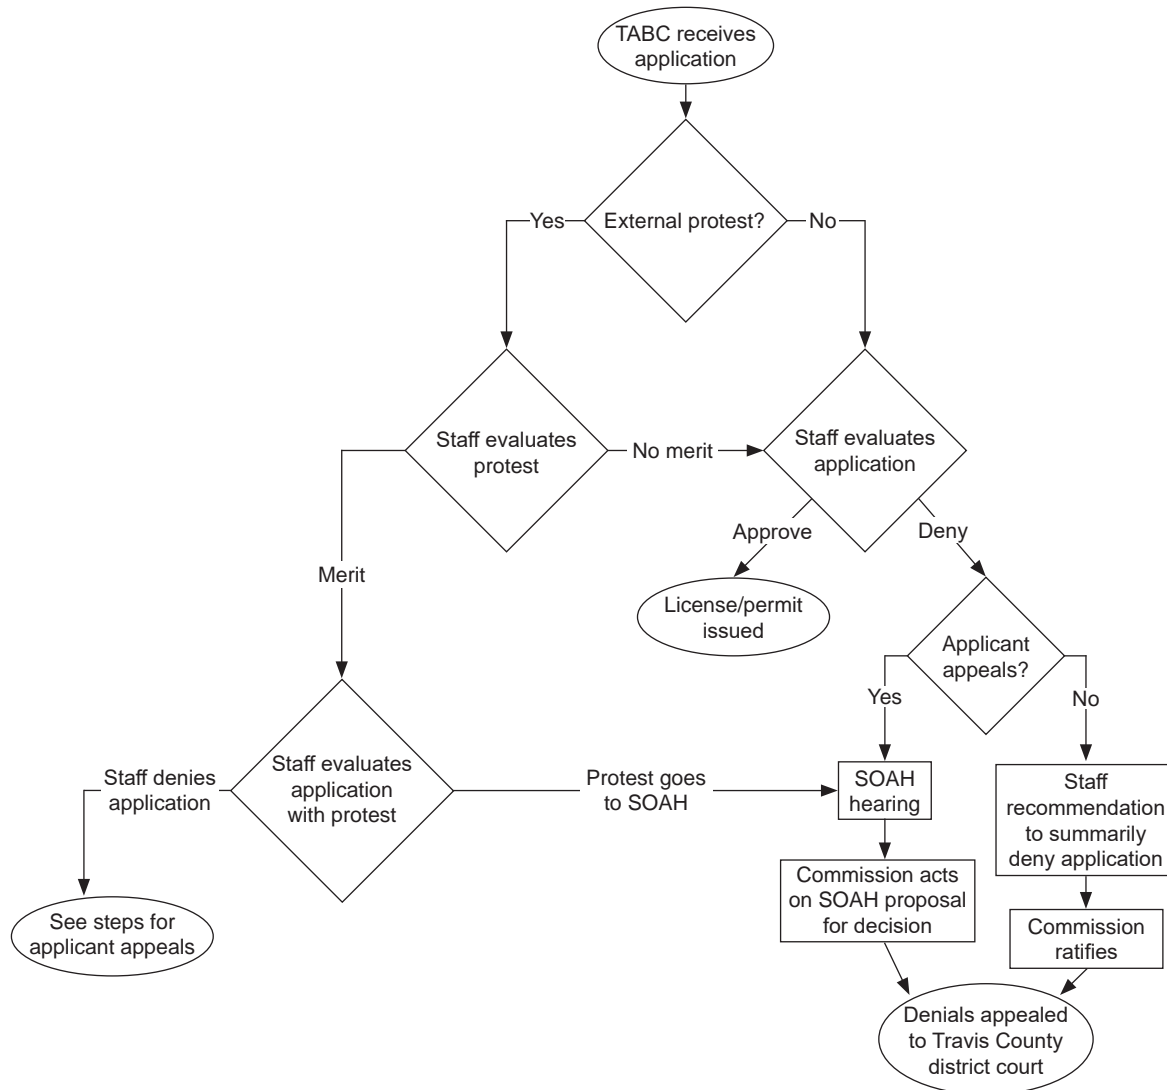 TABC receives
application
External protest?
Yes
No
Staff evaluates
protest
No merit
Staff evaluates
application
Approve
Deny
Merit
License/permit
issued
Applicant
appeals?
Yes
No
Staff denies
application
Staff evaluates
application
with protest
Protest goes
to SOAH
SOAH
hearing
Staff
recommendation
to summarily
deny application
Commission acts
on SOAH proposal
for decision
See steps for
applicant appeals
Commission
ratifies
Denials appealed
to Travis County
district court